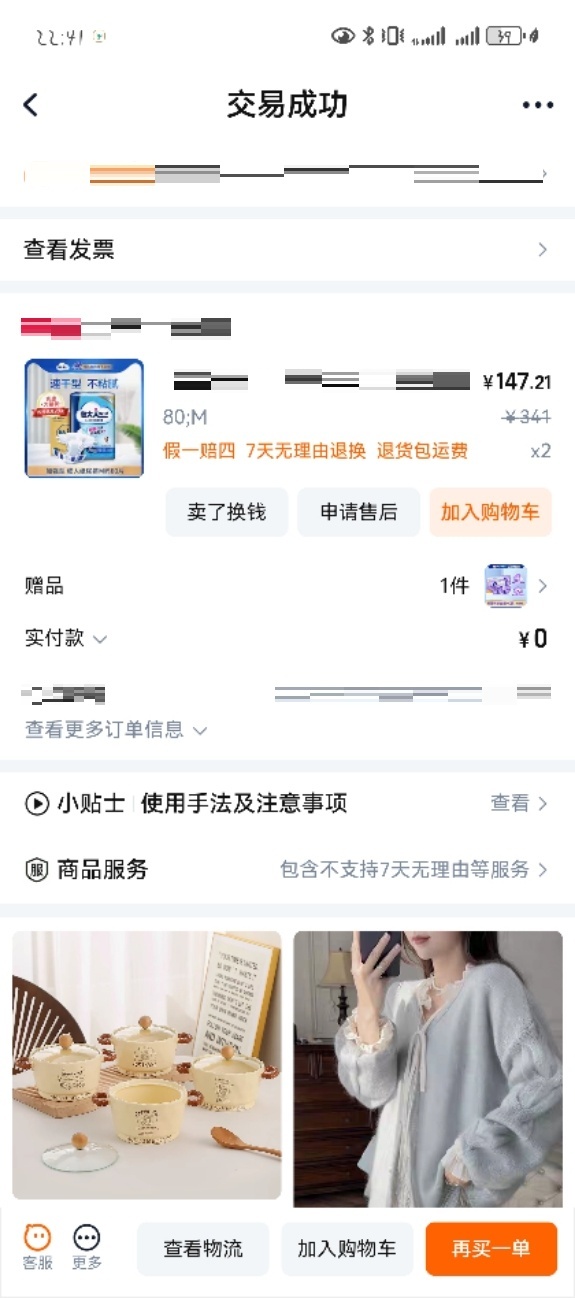 22:41
39
交易成功
查看发票
速干型 不粘腻
¥147.21
80;M
¥341
假一赔四 7天无理由退换 退货包运费
x2
卖了换钱
申请售后
加入购物车
赠品
1件
实付款
¥0
查看更多订单信息
小贴士 使用手法及注意事项
查看
服 商品服务
包含不支持7天无理由等服务
客服
更多
查看物流
加入购物车
再买一单